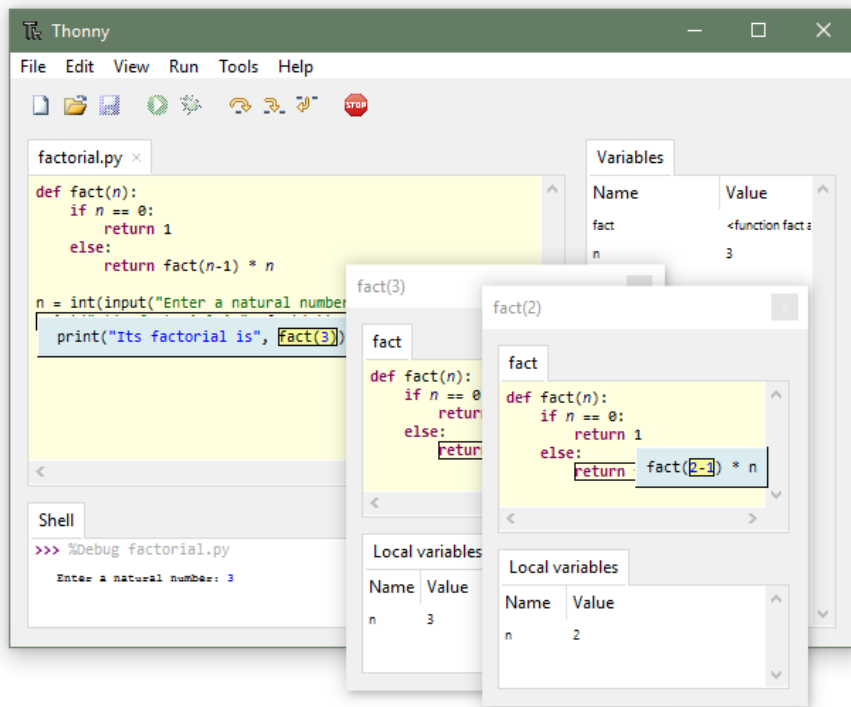 Th Thonny
File Edit View Run Tools Help
STOP
factorial.py ×
def fact(n):
    if n == 0:
        return 1
    else:
        return fact(n-1) * n
n = int(input("Enter a natural number
print("Its factorial is", fact(3))
Shell
>>> %Debug factorial.py
Enter a natural number: 3
Variables
Name Value
fact <function fact a
n 3
fact(3)
fact
def fact(n):
    if n == 0
        retur
    else:
        retur
Local variables
Name Value
n 3
fact(2)
fact
def fact(n):
    if n == 0:
        return 1
    else:
        return
fact(2-1) * n
Local variables
Name Value
n 2